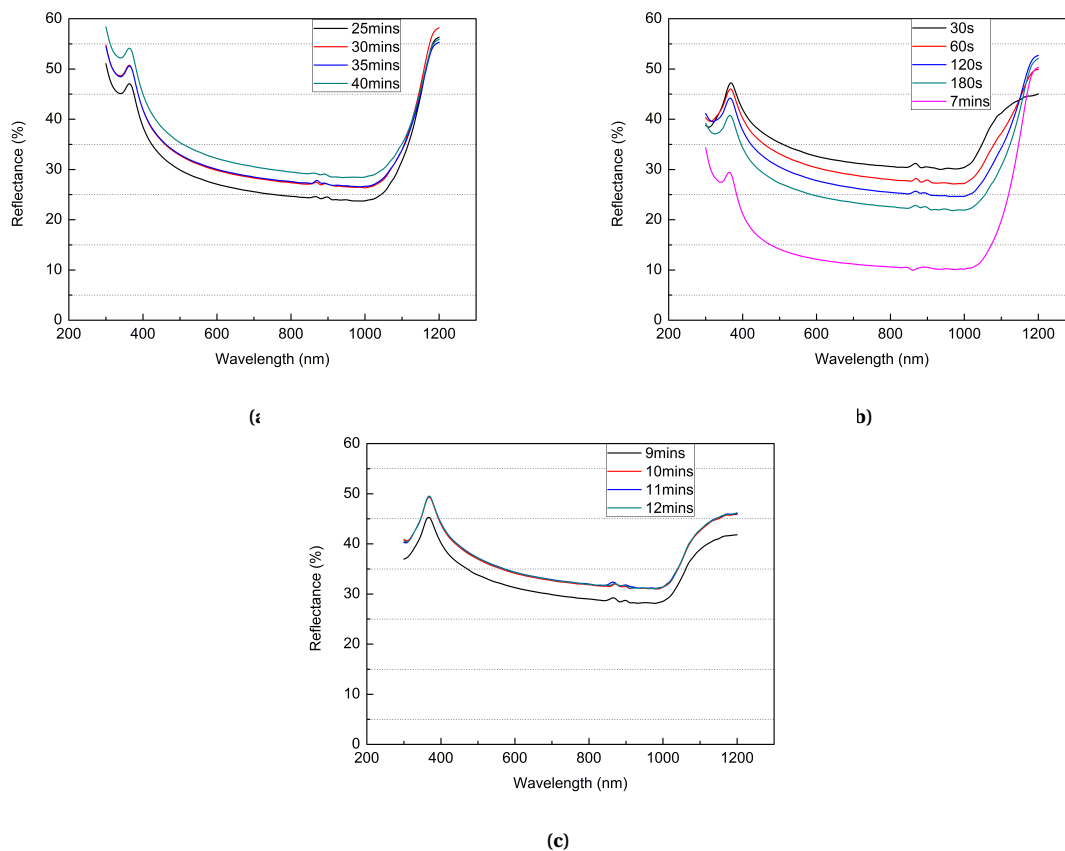 60
50
40
30
20
10
0
Reflectance (%)
25mins
30mins
35mins
40mins
200 400 600 800 1000 1200
Wavelength (nm)
(a
60
50
40
30
20
10
0
Reflectance (%)
30s
60s
120s
180s
7mins
200 400 600 800 1000 1200
Wavelength (nm)
b)
60
50
40
30
20
10
0
Reflectance (%)
9mins
10mins
11mins
12mins
200 400 600 800 1000 1200
Wavelength (nm)
(c)